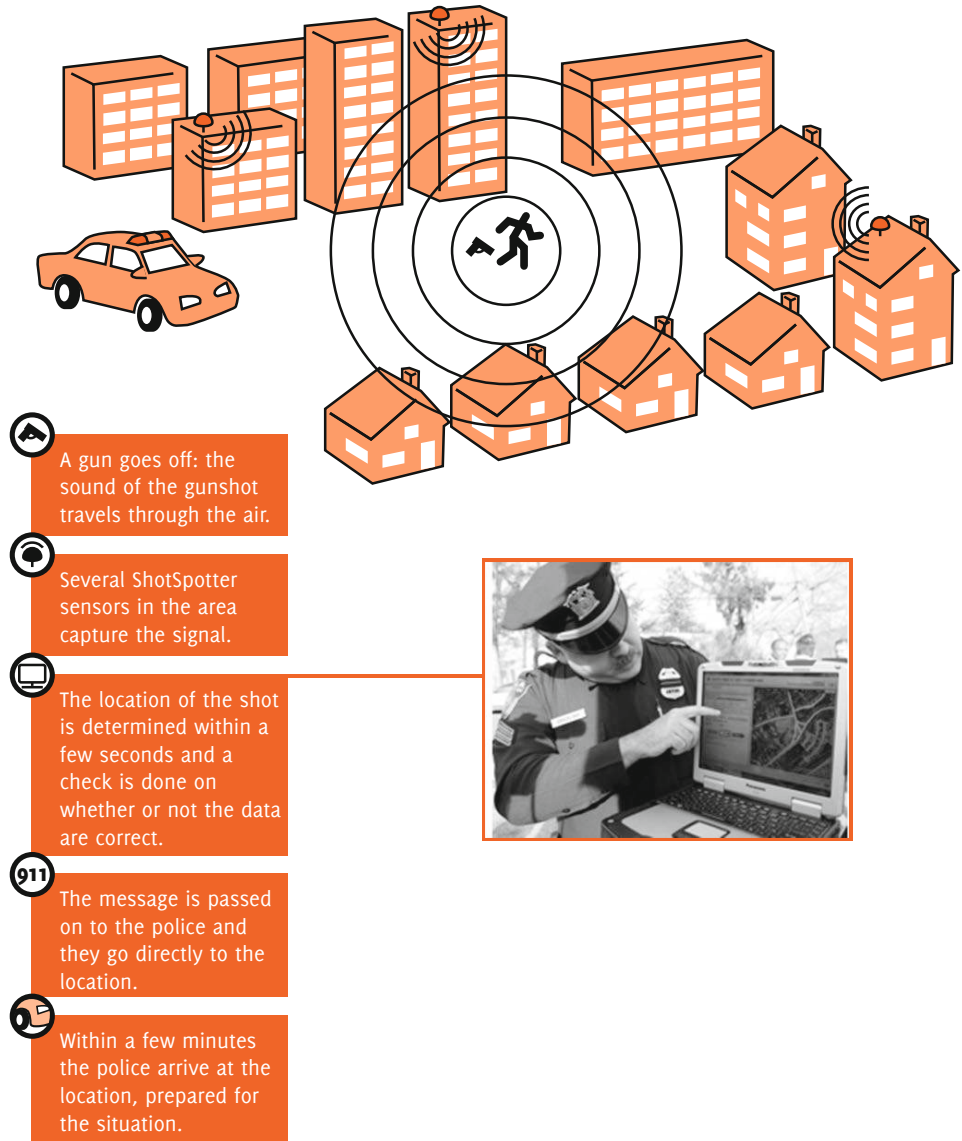 A gun goes off: the
sound of the gunshot
travels through the air.
Several ShotSpotter
sensors in the area
capture the signal.
The location of the shot
is determined within a
few seconds and a
check is done on
whether or not the data
are correct.
911
The message is passed
on to the police and
they go directly to the
location.
Within a few minutes
the police arrive at the
location, prepared for
the situation.
Panasonic